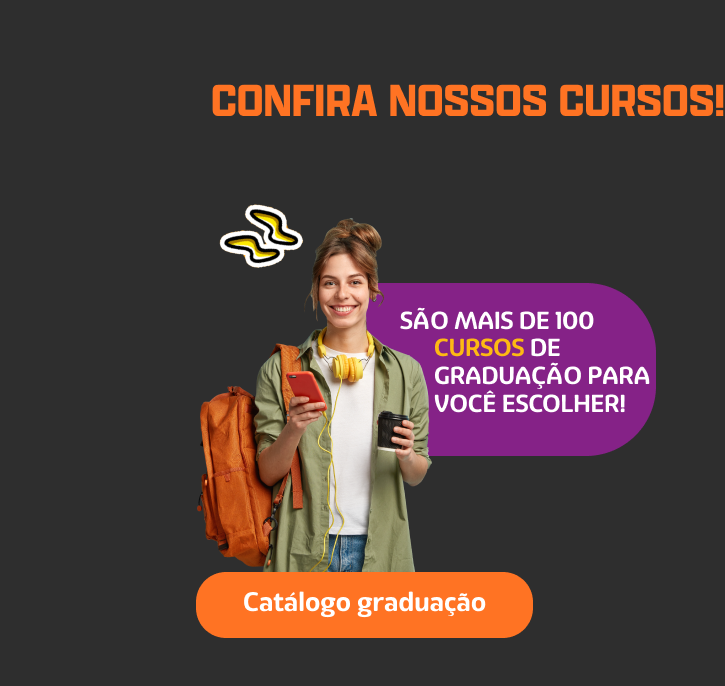 CONFIRA NOSSOS CURSOS!
SÃO MAIS DE 100
CURSOS DE
GRADUAÇÃO PARA
VOCÊ ESCOLHER!
Catálogo graduação